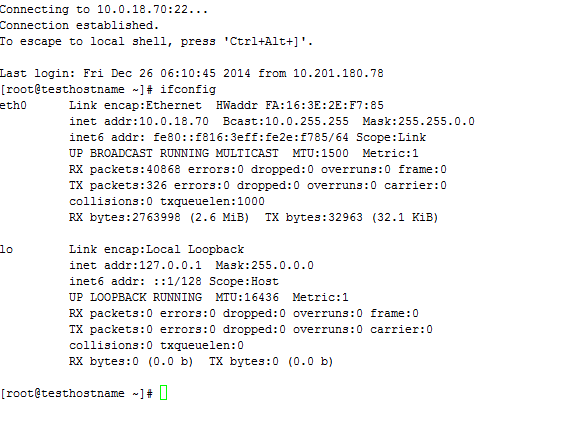 Connecting to 10.0.18.70:22...
Connection established.
To escape to local shell, press 'Ctrl+Alt+]'.
Last login: Fri Dec 26 06:10:45 2014 from 10.201.180.78
[root@testhostname ~]# ifconfig
eth0      Link encap:Ethernet  HWaddr FA:16:3E:2E:F7:85
          inet addr:10.0.18.70  Bcast:10.0.255.255  Mask:255.255.0.0
          inet6 addr: fe80::f816:3eff:fe2e:f785/64 Scope:Link
          UP BROADCAST RUNNING MULTICAST  MTU:1500  Metric:1
          RX packets:40868 errors:0 dropped:0 overruns:0 frame:0
          TX packets:326 errors:0 dropped:0 overruns:0 carrier:0
          collisions:0 txqueuelen:1000
          RX bytes:2763998 (2.6 MiB)  TX bytes:32963 (32.1 KiB)
lo        Link encap:Local Loopback
          inet addr:127.0.0.1  Mask:255.0.0.0
          inet6 addr: ::1/128 Scope:Host
          UP LOOPBACK RUNNING  MTU:16436  Metric:1
          RX packets:0 errors:0 dropped:0 overruns:0 frame:0
          TX packets:0 errors:0 dropped:0 overruns:0 carrier:0
          collisions:0 txqueuelen:0
          RX bytes:0 (0.0 b)  TX bytes:0 (0.0 b)
[root@testhostname ~]#